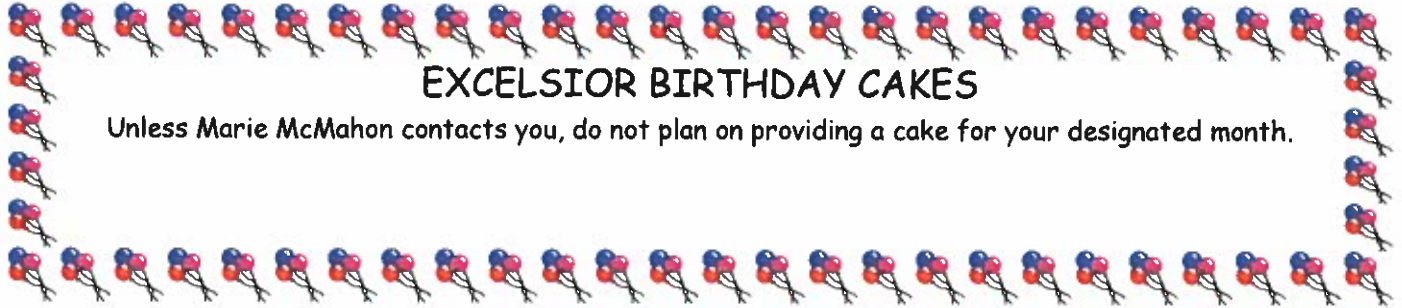 EXCELSIOR BIRTHDAY CAKES
Unless Marie McMahon contacts you, do not plan on providing a cake for your designated month.